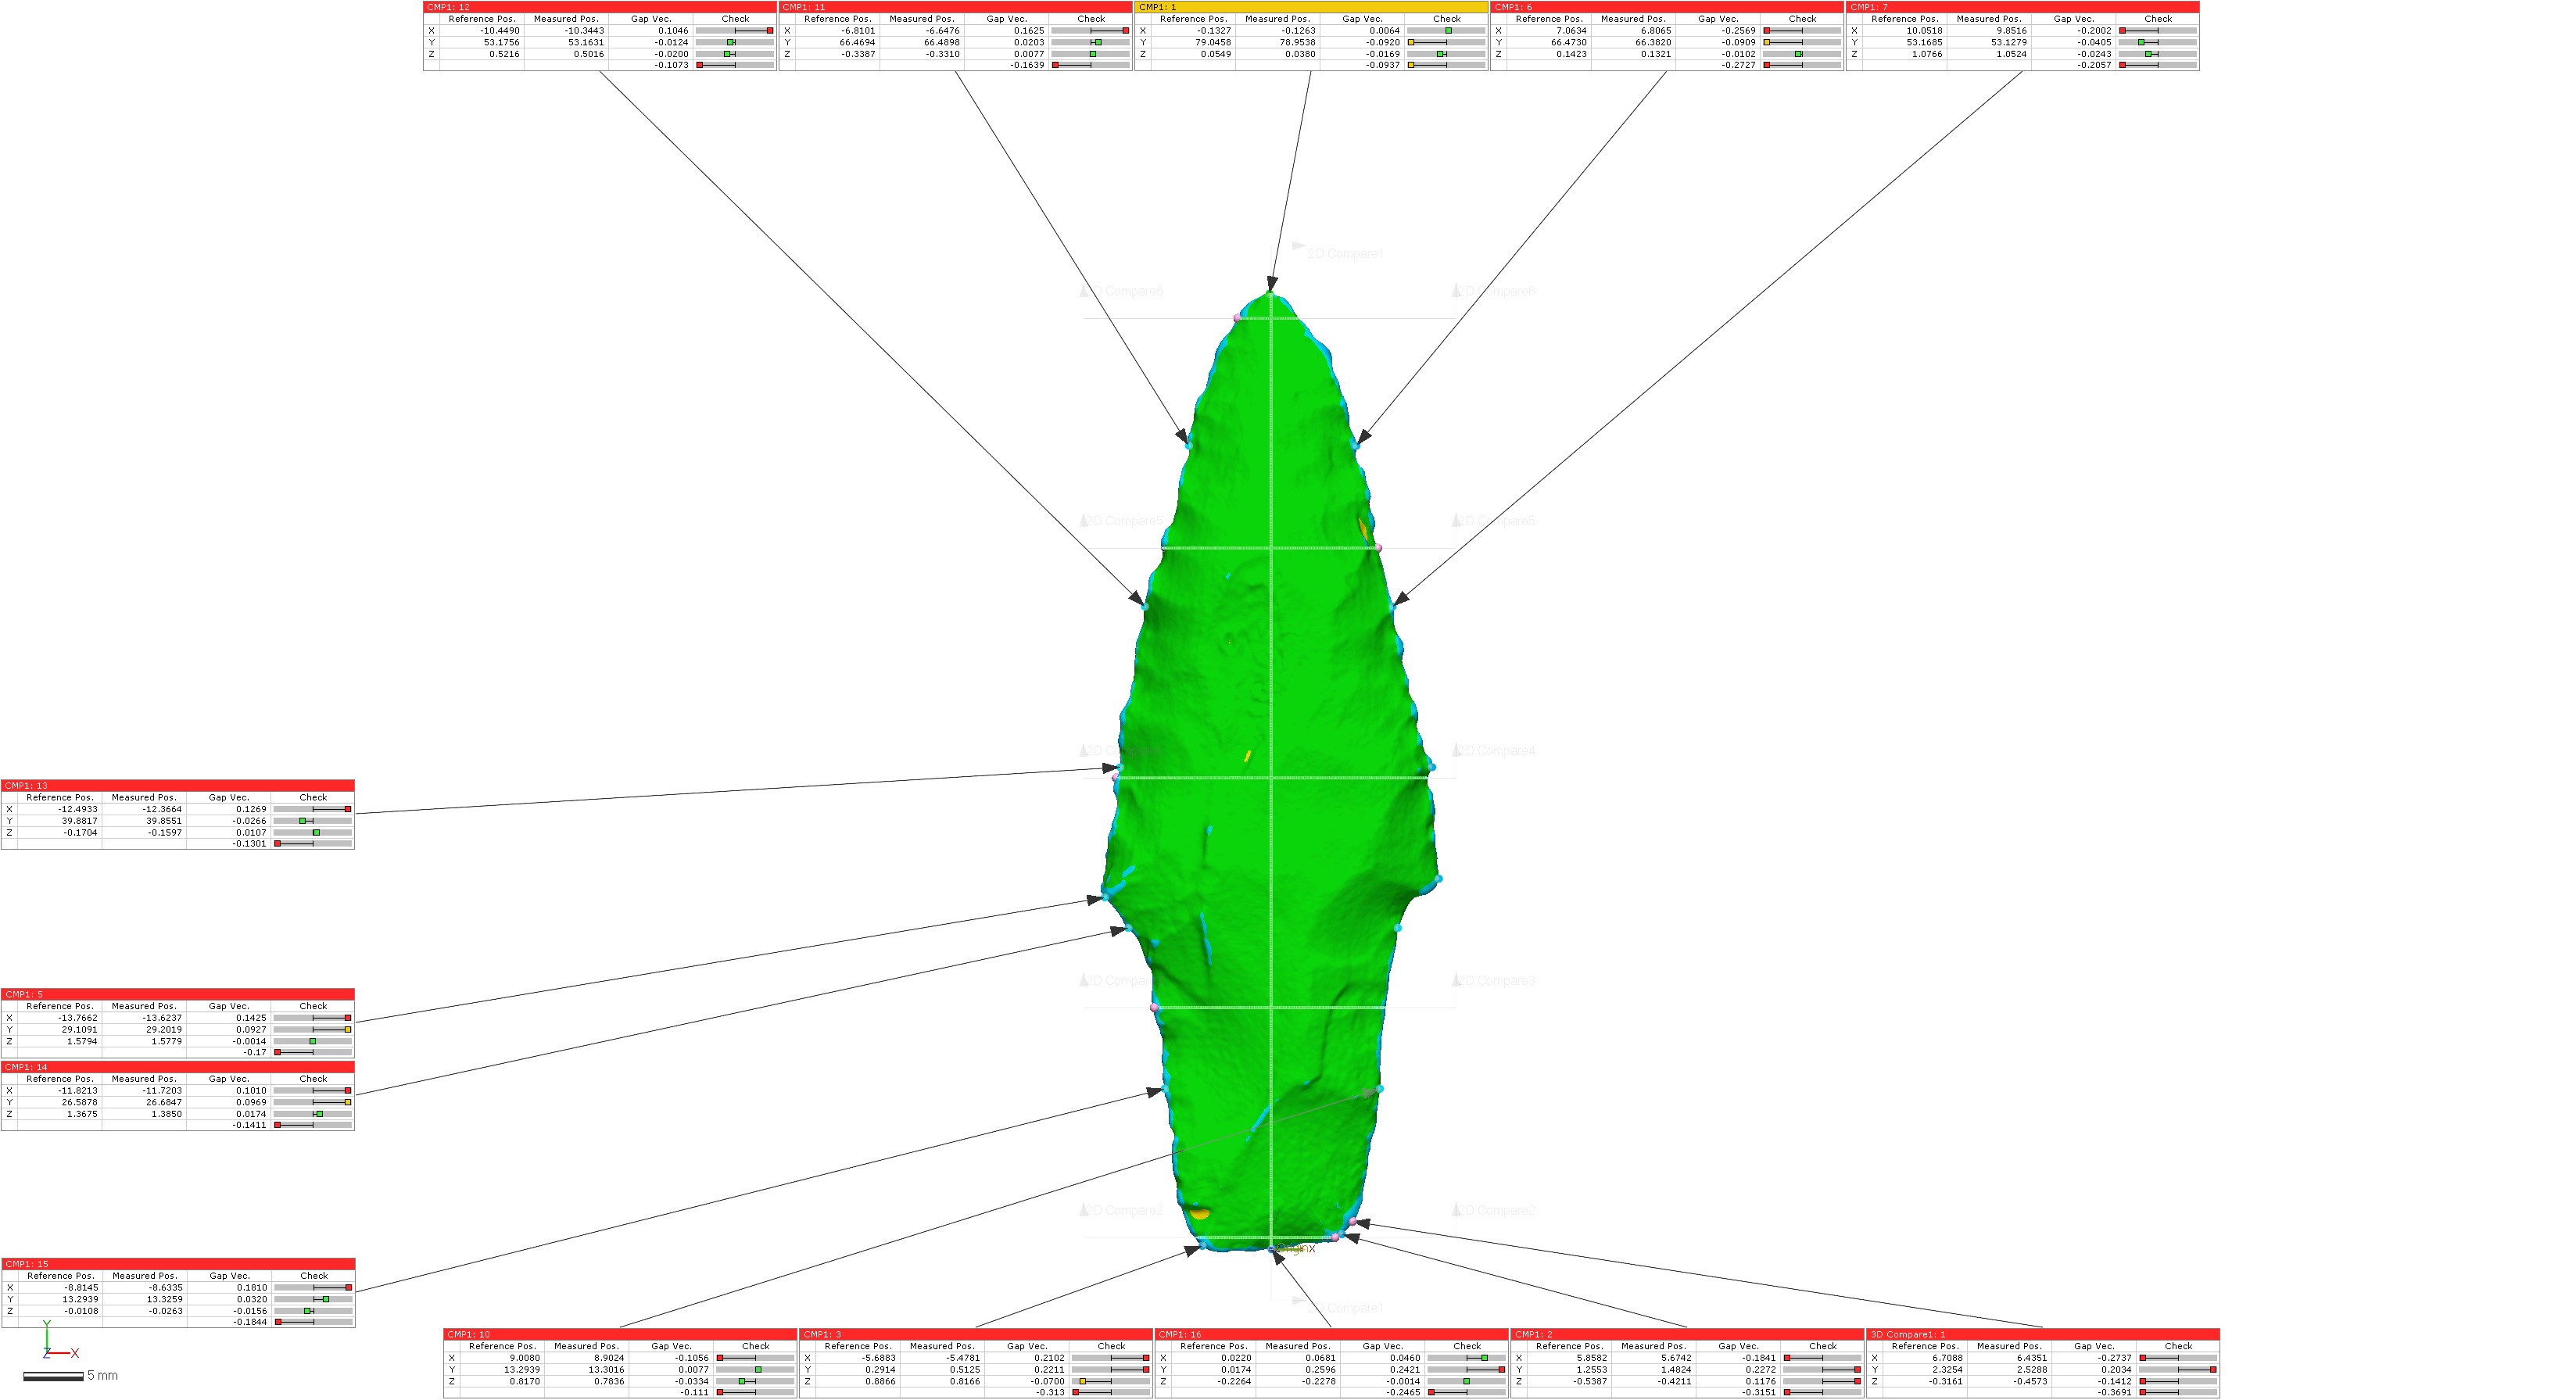 CMP1: 12
Reference Pos. Measured Pos. Gap Vec. Check
X -10.4490 -10.3443 0.1046
Y 53.1756 53.1631 -0.0124
Z 0.5216 0.5016 -0.0200
-0.1073
CMP1: 11
Reference Pos. Measured Pos. Gap Vec. Check
X -6.8101 -6.6476 0.1625
Y 66.4694 66.4898 0.0203
Z -0.3387 -0.3310 0.0077
-0.1639
CMP1: 1
Reference Pos. Measured Pos. Gap Vec. Check
X -0.1327 -0.1263 0.0064
Y 79.0458 78.9538 -0.0920
Z 0.0549 0.0380 -0.0169
-0.0937
CMP1: 6
Reference Pos. Measured Pos. Gap Vec. Check
X 7.0634 6.8065 -0.2569
Y 66.4730 66.3820 -0.0909
Z 0.1423 0.1321 -0.0102
-0.2727
CMP1: 7
Reference Pos. Measured Pos. Gap Vec. Check
X 10.0518 9.8516 -0.2002
Y 53.1685 53.1279 -0.0405
Z 1.0766 1.0524 -0.0243
-0.2057
2D Compare1
2D Compare6
2D Compare6
2D Compare5
2D Compare5
2D Compare4
CMP1: 13
Reference Pos. Measured Pos. Gap Vec. Check
X -12.4933 -12.3664 0.1269
Y 39.8817 39.8551 -0.0266
Z -0.1704 -0.1597 0.0107
-0.1301
2D Compare3
2D Compare3
CMP1: 5
Reference Pos. Measured Pos. Gap Vec. Check
X -13.7662 -13.6237 0.1425
Y 29.1091 29.2019 0.0927
Z 1.5794 1.5779 -0.0014
-0.17
CMP1: 14
Reference Pos. Measured Pos. Gap Vec. Check
X -11.8213 -11.7203 0.1010
Y 26.5878 26.6847 0.0969
Z 1.3675 1.3850 0.0174
-0.1411
2D Compare2
2D Compare2
CMP1: 15
Reference Pos. Measured Pos. Gap Vec. Check
X -8.8145 -8.6335 0.1810
Y 13.2939 13.3259 0.0320
Z -0.0108 -0.0263 -0.0156
-0.1844
2D Compare1
Y
Z X
5 mm
CMP1: 10
Reference Pos. Measured Pos. Gap Vec. Check
X 9.0080 8.9024 -0.1056
Y 13.2939 13.3016 0.0077
Z 0.8170 0.7836 -0.0334
-0.111
CMP1: 3
Reference Pos. Measured Pos. Gap Vec. Check
X -5.6883 -5.4781 0.2102
Y 0.2914 0.5125 0.2211
Z 0.8866 0.8166 -0.0700
-0.313
CMP1: 16
Reference Pos. Measured Pos. Gap Vec. Check
X 0.0220 0.0681 0.0460
Y 0.0174 0.2596 0.2421
Z -0.2264 -0.2278 -0.0014
-0.2465
CMP1: 2
Reference Pos. Measured Pos. Gap Vec. Check
X 5.8582 5.6742 -0.1841
Y 1.2553 1.4824 0.2272
Z -0.5387 -0.4211 0.1176
-0.3151
3D Compare1: 1
Reference Pos. Measured Pos. Gap Vec. Check
X 6.7088 6.4351 -0.2737
Y 2.3254 2.5288 0.2034
Z -0.3161 -0.4573 -0.1412
-0.3691